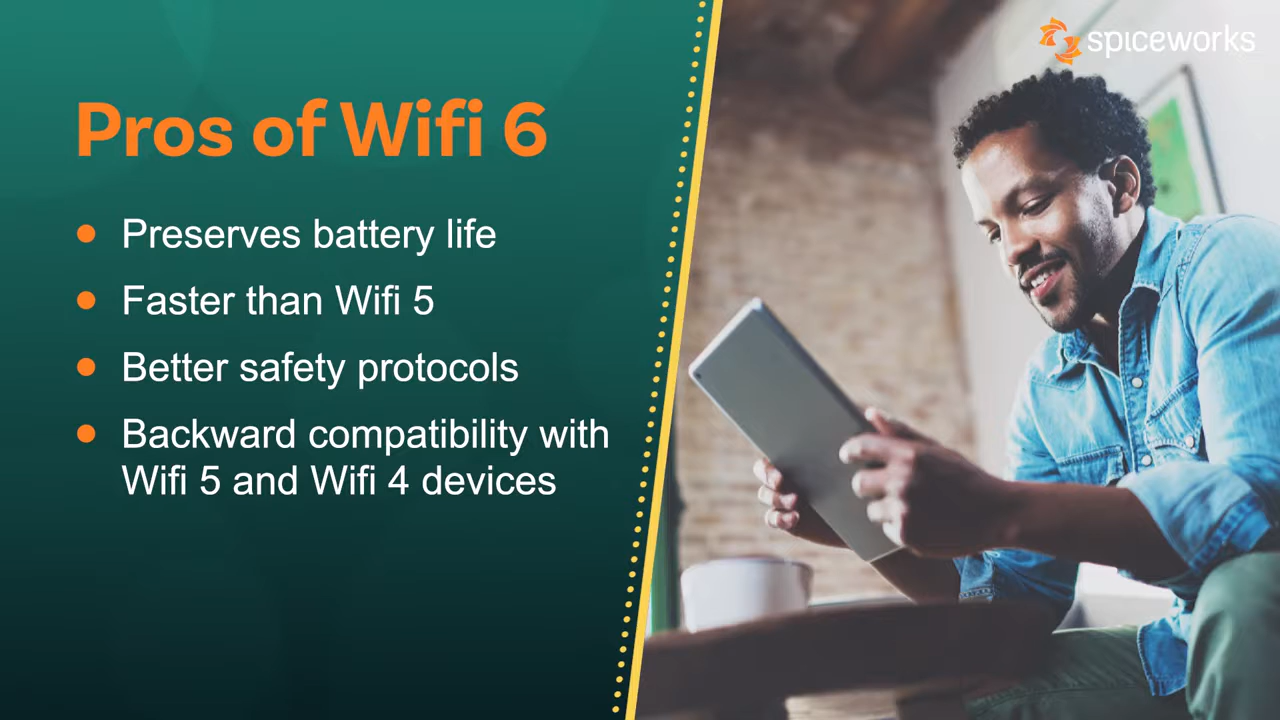 spiceworks
Pros of Wifi 6
Preserves battery life
Faster than Wifi 5
Better safety protocols
Backward compatibility with
Wifi 5 and Wifi 4 devices